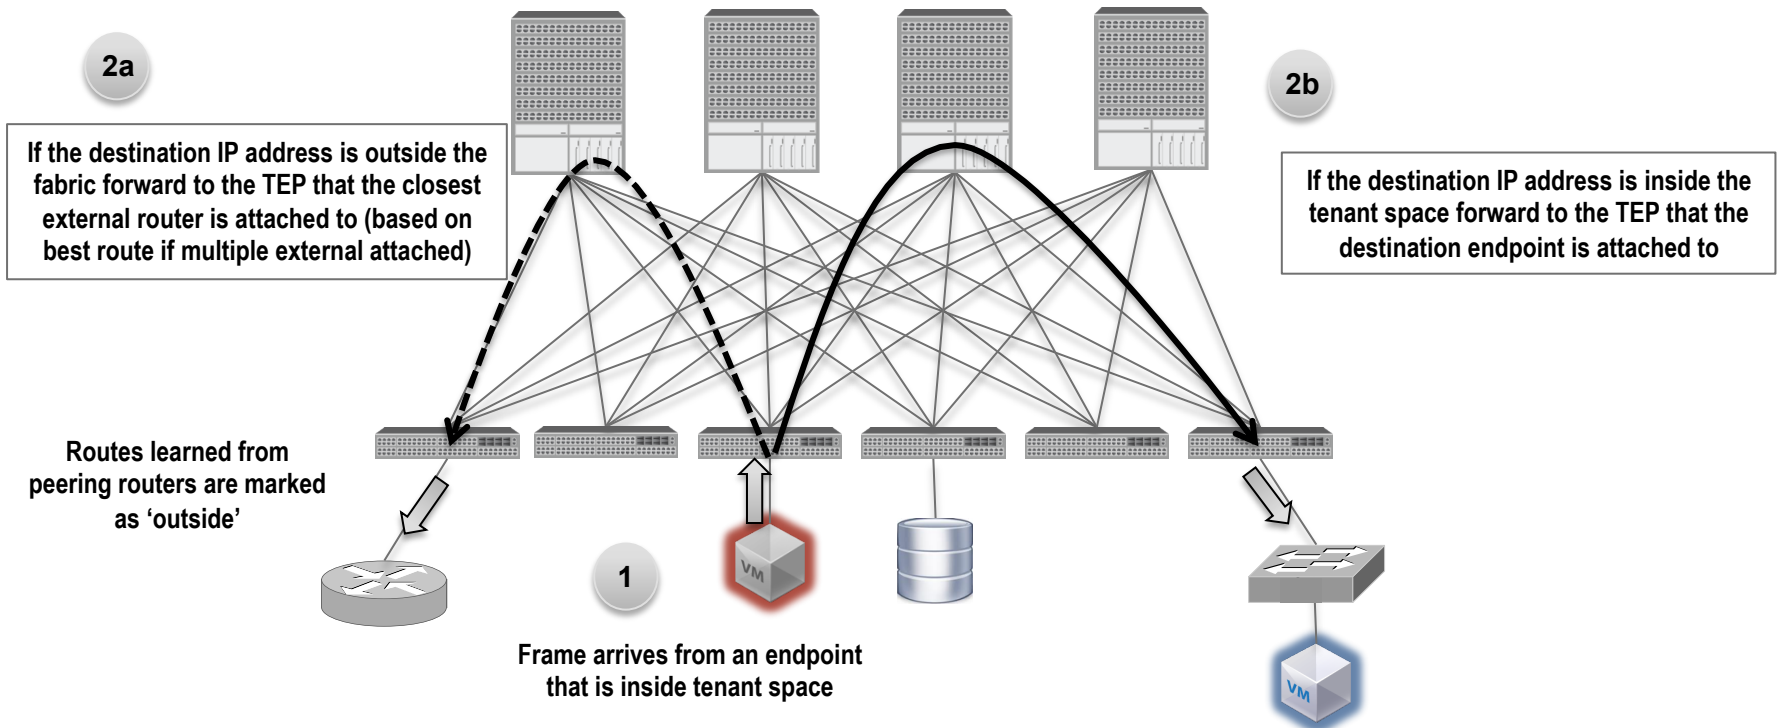 2a
If the destination IP address is outside the
fabric forward to the TEP that the closest
external router is attached to (based on
best route if multiple external attached)
2b
If the destination IP address is inside the
tenant space forward to the TEP that the
destination endpoint is attached to
Routes learned from
peering routers are marked
as ‘outside’
1
VM
Frame arrives from an endpoint
that is inside tenant space
VM